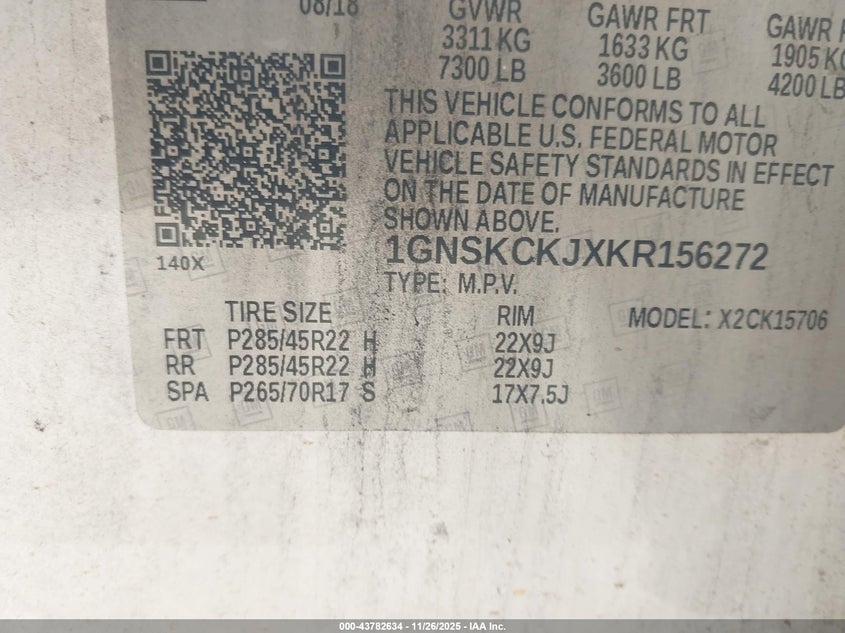 08/18 GVWR GAWR FRT GAWR
3311 KG 1633 KG 1905 KG
7300 LB 3600 LB 4200 LB
THIS VEHICLE CONFORMS TO ALL
APPLICABLE U.S. FEDERAL MOTOR
VEHICLE SAFETY STANDARDS IN EFFECT
ON THE DATE OF MANUFACTURE
SHOWN ABOVE.
1GNSKCKJXKR156272
140X
TYPE: M.P.V.
TIRE SIZE RIM MODEL: X2CK15706
FRT P285/45R22 H 22X9J
RR P285/45R22 H 22X9J
SPA P265/70R17 S 17X7.5J
000-43782634 - 11/26/2025 - IAA Inc.